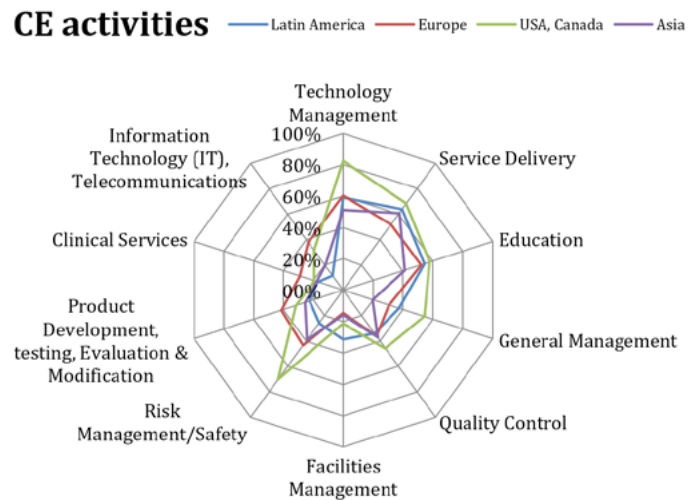 CE activities
Latin America
Europe
USA, Canada
Asia
Technology
Management
Information
Technology (IT),
Telecommunications
Service Delivery
Clinical Services
Education
Product
Development,
testing, Evaluation &
Modification
General Management
Risk
Management/Safety
Quality Control
Facilities
Management
100%
80%
60%
40%
20%
00%